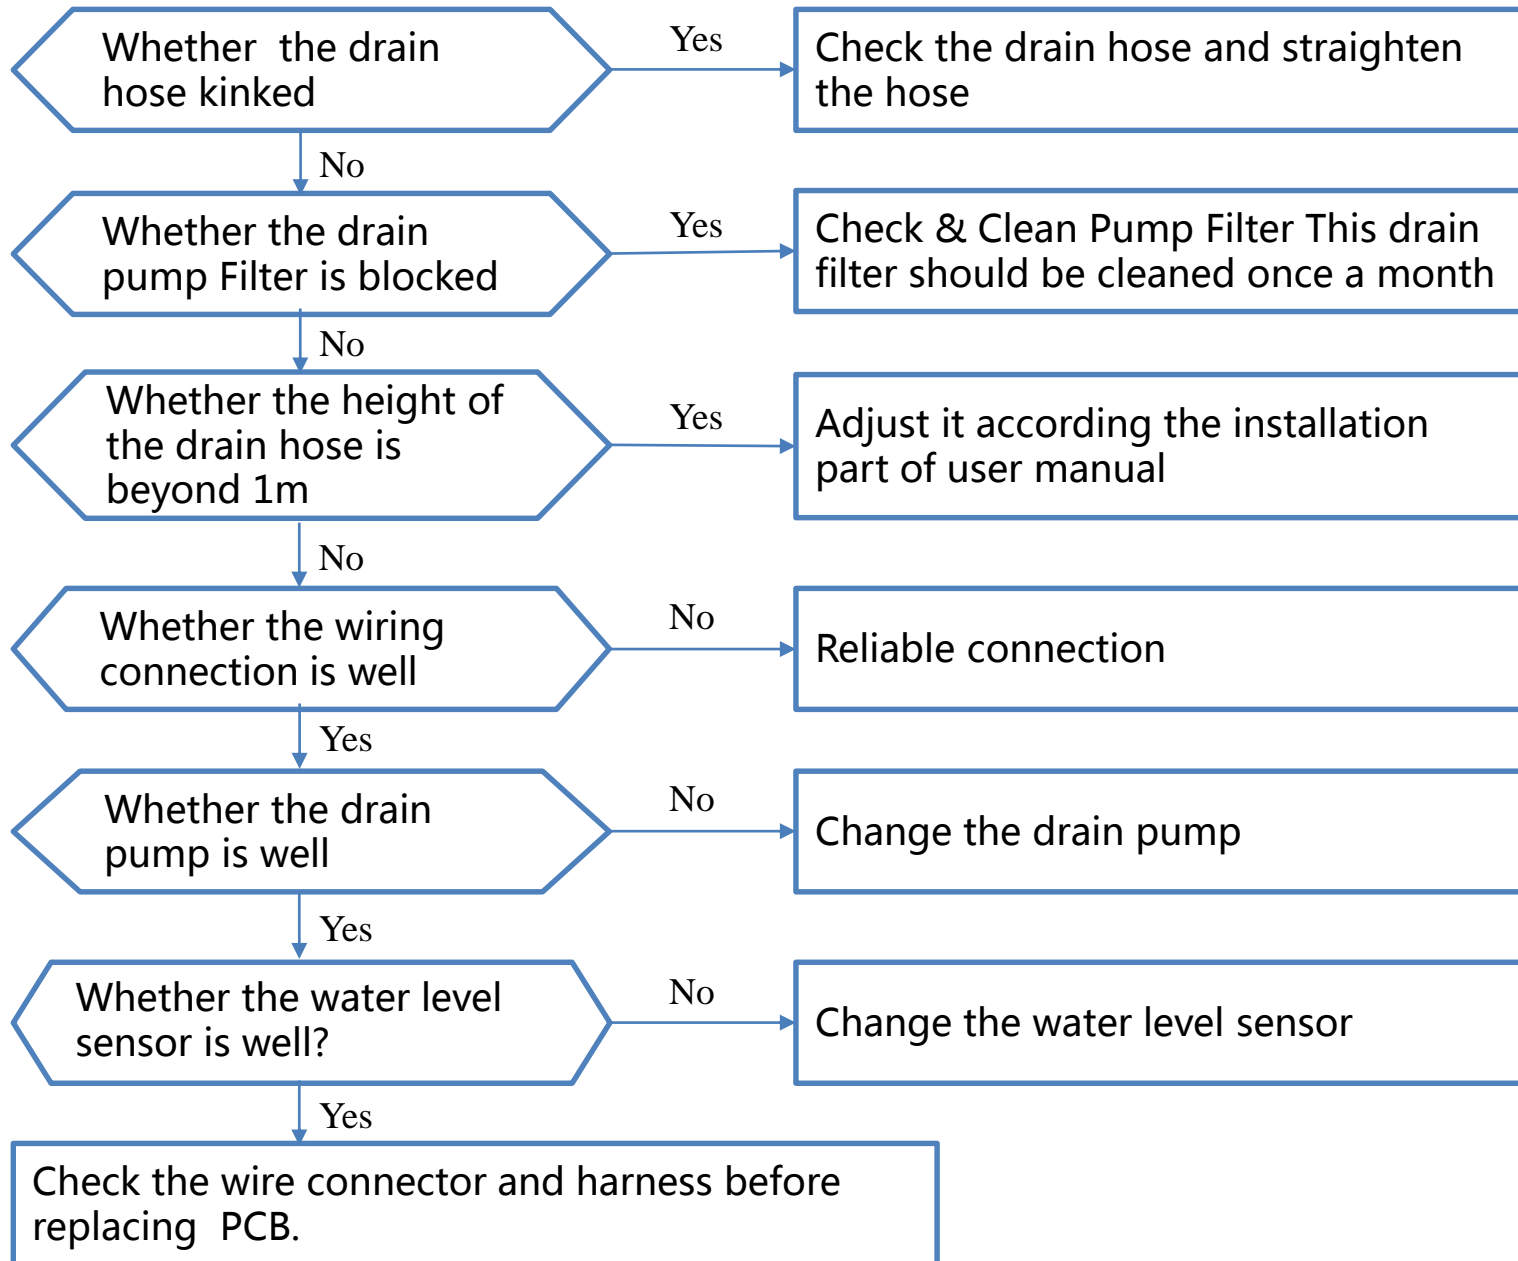 Whether  the drain
hose kinked
Yes
Check the drain hose and straighten
the hose
No
Whether the drain
pump Filter is blocked
Yes
Check & Clean Pump Filter This drain
filter should be cleaned once a month
No
Whether the height of
the drain hose is
beyond 1m
Yes
Adjust it according the installation
part of user manual
No
Whether the wiring
connection is well
No
Reliable connection
Yes
Whether the drain
pump is well
No
Change the drain pump
Yes
Whether the water level
sensor is well?
No
Change the water level sensor
Yes
Check the wire connector and harness before
replacing  PCB.